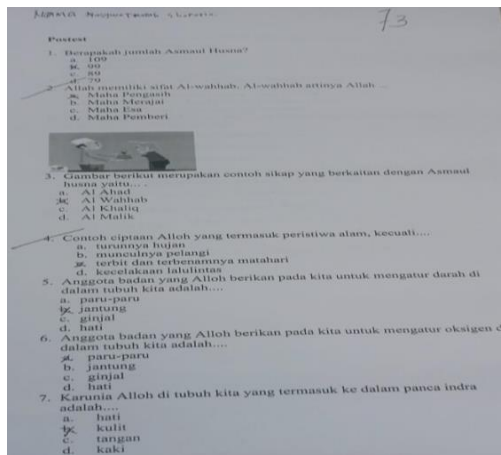 73
Postest
1. Berapakah jumlah Asmaul Husna?
a. 109
b. 99
c. 89
d. 79
2. Allah memiliki sifat Al-wahhab. Al-wahhab artinya Allah ...
a. Maha Pengasih
b. Maha Merajai
c. Maha Esa
d. Maha Pemberi
3. Gambar berikut merupakan contoh sikap yang berkaitan dengan Asmaul
husna yaitu... .
a. Al Ahad
b. Al Wahhab
c. Al Khaliq
d. Al Malik
4. Contoh ciptaan Alloh yang termasuk peristiwa alam, kecuali....
a. turunnya hujan
b. munculnya pelangi
c. terbit dan terbenamnya matahari
d. kecelakaan lalulintas
5. Anggota badan yang Alloh berikan pada kita untuk mengatur darah di
dalam tubuh kita adalah....
a. paru-paru
b. jantung
c. ginjal
d. hati
6. Anggota badan yang Alloh berikan pada kita untuk mengatur oksigen d
dalam tubuh kita adalah....
a. paru-paru
b. jantung
c. ginjal
d. hati
7. Karunia Alloh di tubuh kita yang termasuk ke dalam panca indra
adalah....
a. hati
b. kulit
c. tangan
d. kaki